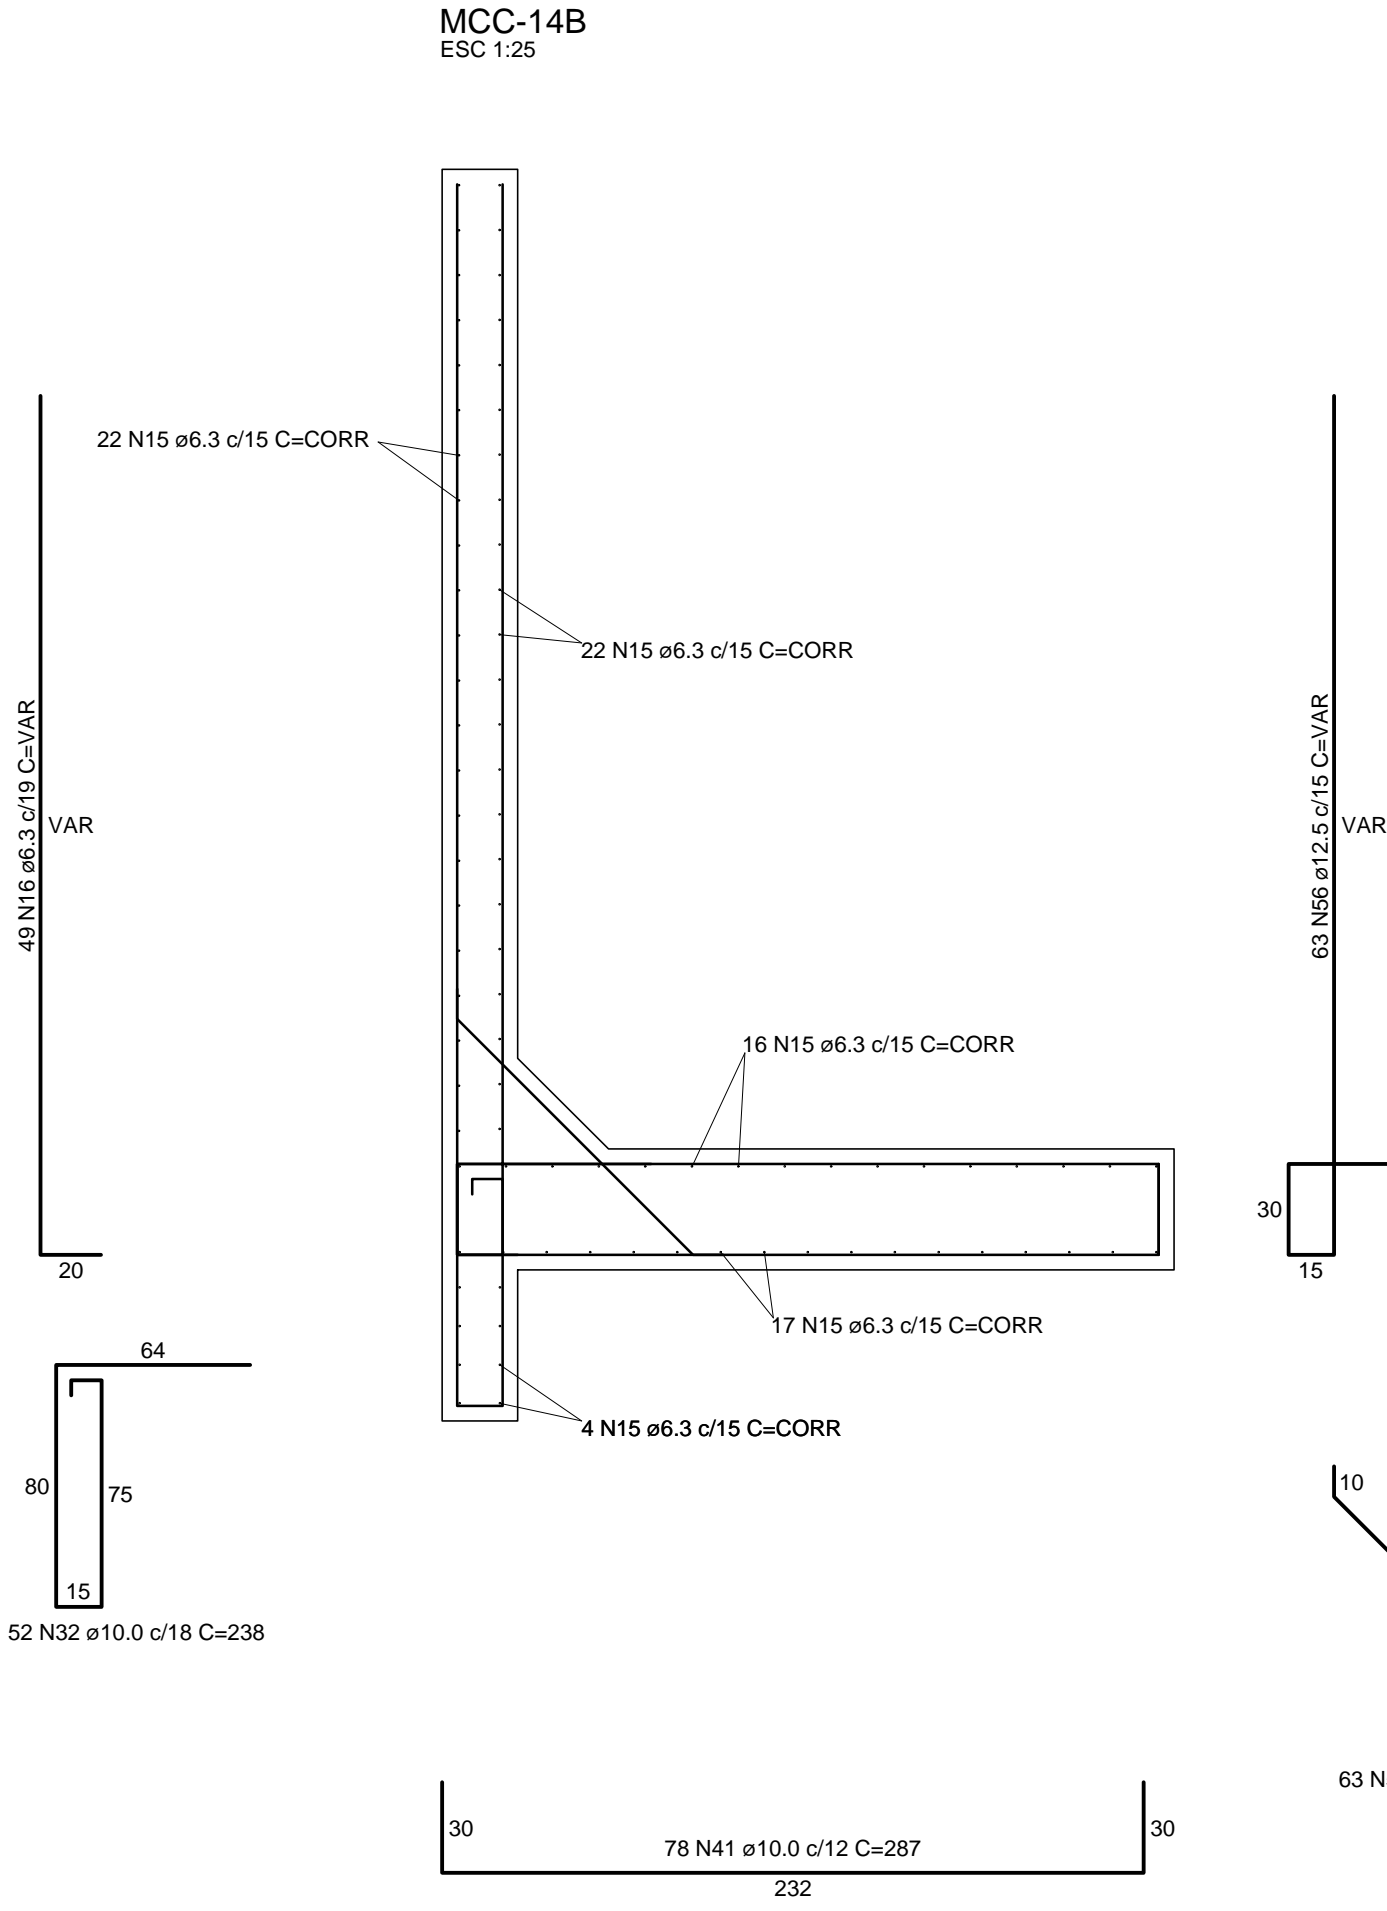 MCC-14B
ESC 1:25
22 N15 ø6.3 c/15 C=CORR
22 N15 ø6.3 c/15 C=CORR
49 N16 ø6.3 c/19 C=VAR
VAR
20
63 N56 ø12.5 c/15 C=VAR
VAR
30
15
16 N15 ø6.3 c/15 C=CORR
17 N15 ø6.3 c/15 C=CORR
4 N15 ø6.3 c/15 C=CORR
64
80
75
15
52 N32 ø10.0 c/18 C=238
10
63 N
30
78 N41 ø10.0 c/12 C=287
30
232